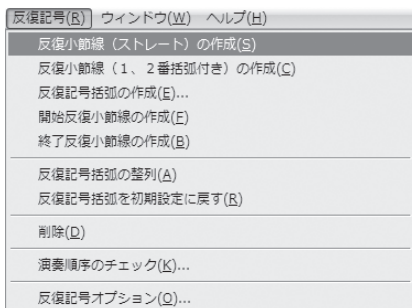 反復記号(R) ウィンドウ(W) ヘルプ(H)
反復小節線（ストレート）の作成(S)
反復小節線（１、２番括弧付き）の作成(C)
反復記号括弧の作成(E)...
開始反復小節線の作成(F)
終了反復小節線の作成(B)
反復記号括弧の整列(A)
反復記号括弧を初期設定に戻す(R)
削除(D)
演奏順序のチェック(K)...
反復記号オプション(O)...